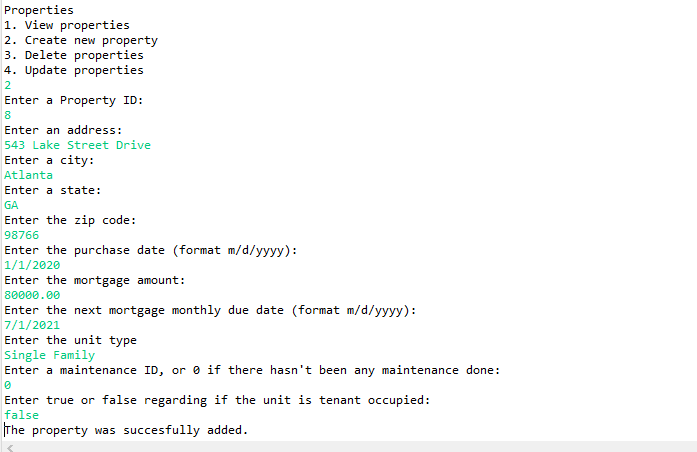 Properties
1. View properties
2. Create new property
3. Delete properties
4. Update properties
2
Enter a Property ID:
8
Enter an address:
543 Lake Street Drive
Enter a city:
Atlanta
Enter a state:
GA
Enter the zip code:
98766
Enter the purchase date (format m/d/yyyy):
1/1/2020
Enter the mortgage amount:
80000.00
Enter the next mortgage monthly due date (format m/d/yyyy):
7/1/2021
Enter the unit type
Single Family
Enter a maintenance ID, or 0 if there hasn't been any maintenance done:
0
Enter true or false regarding if the unit is tenant occupied:
false
The property was succesfully added.